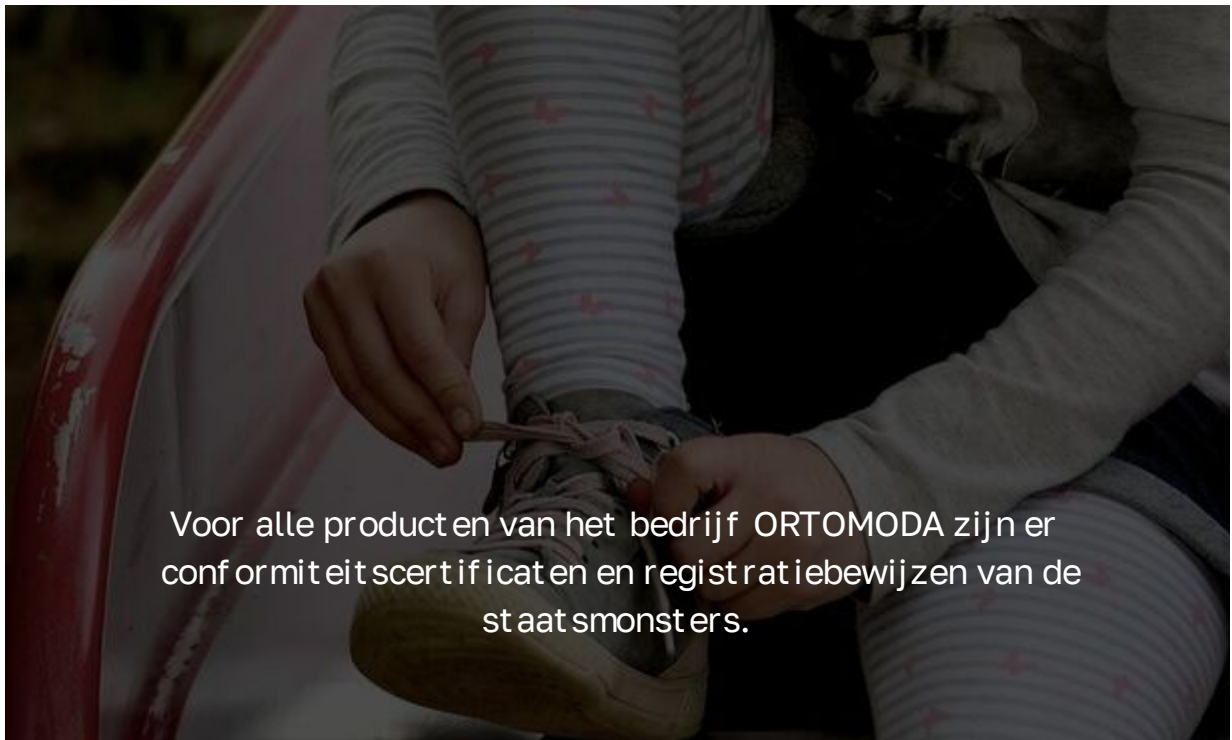 Voor alle producten van het bedrijf ORTOMODA zijn er
conformiteitscertificaten en registratiebewijzen van de
staatsmonsters.